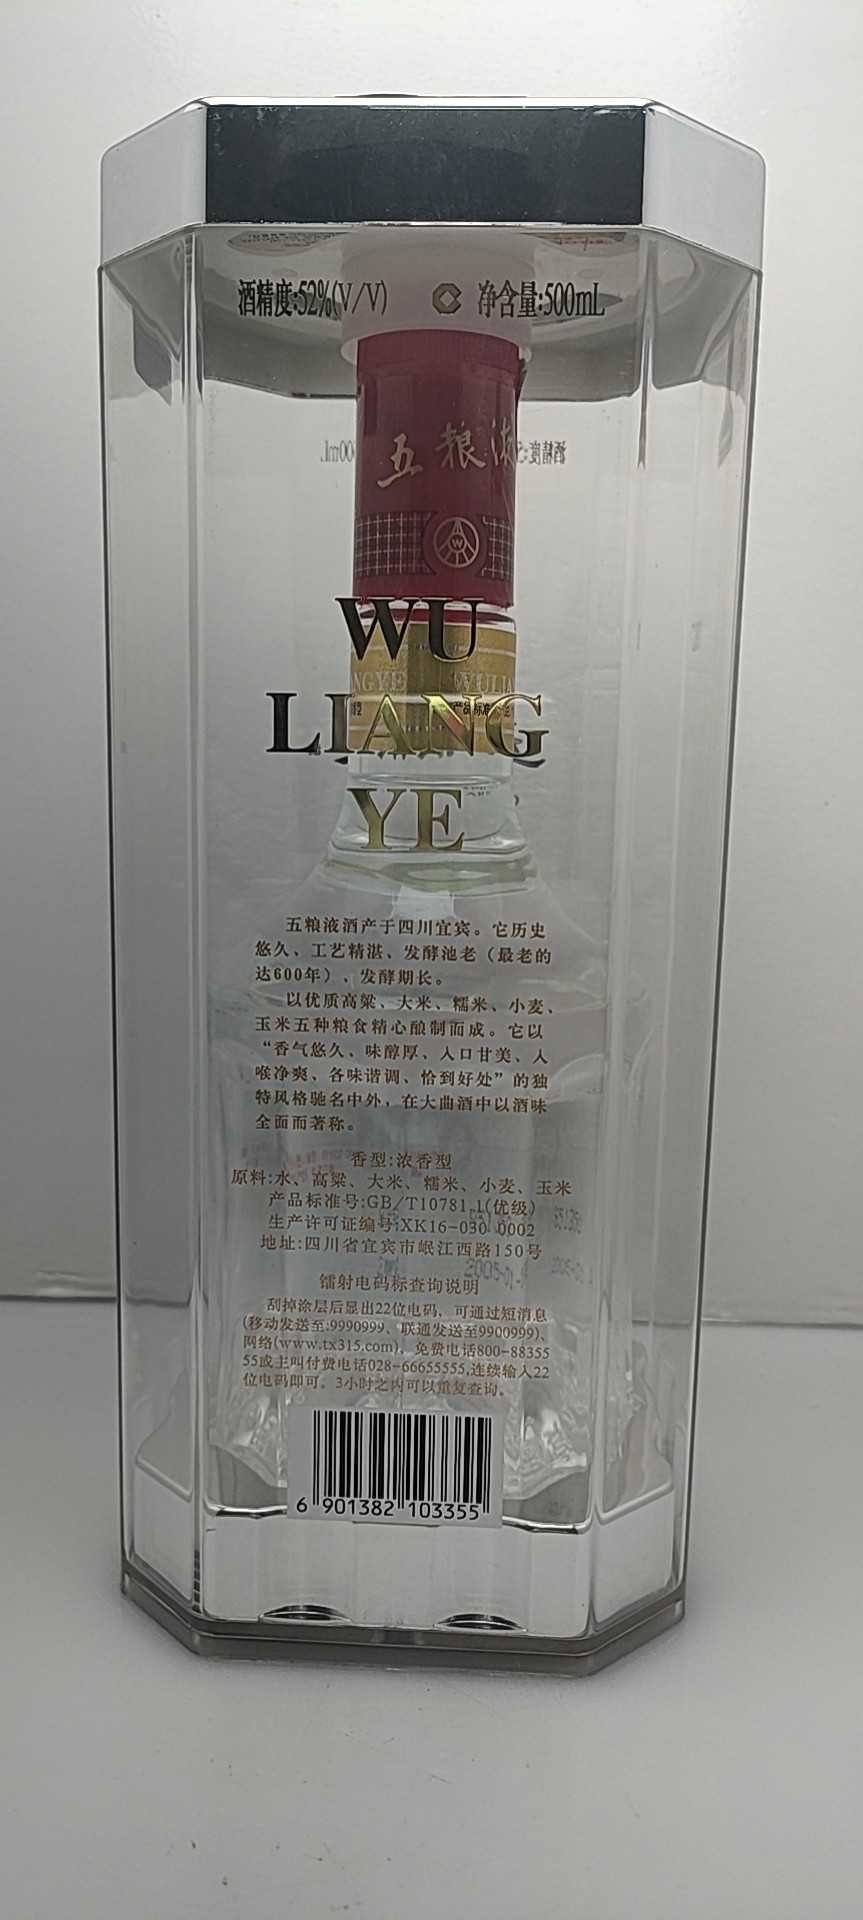 酒精度:52%(V/V) 净含量:500mL
五粮液
W
WU
LIANG
YE
五粮液酒产于四川宜宾。它历史
悠久、工艺精湛、发酵池老（最老的
达600年）、发酵期长。
以优质高粱、大米、糯米、小麦、
玉米五种粮食精心酿制而成。它以
“香气悠久、味醇厚、入口甘美、入
喉净爽、各味谐调、恰到好处”的独
特风格驰名中外，在大曲酒中以酒味
全面而著称。
香型:浓香型
原料:水、高粱、大米、糯米、小麦、玉米
产品标准号:GB/T10781.1(优级)
生产许可证编号:XK16-030 0002
地址:四川省宜宾市岷江西路150号
镭射电码标查询说明
刮掉涂层后显出22位电码，可通过短消息
(移动发送至:9990999、联通发送至9900999)、
网络(www.tx315.com)、免费电话800-88355
55或主叫付费电话028-66655555,连续输入22
位电码即可。3小时之内可以重复查询。
6 901382 103355